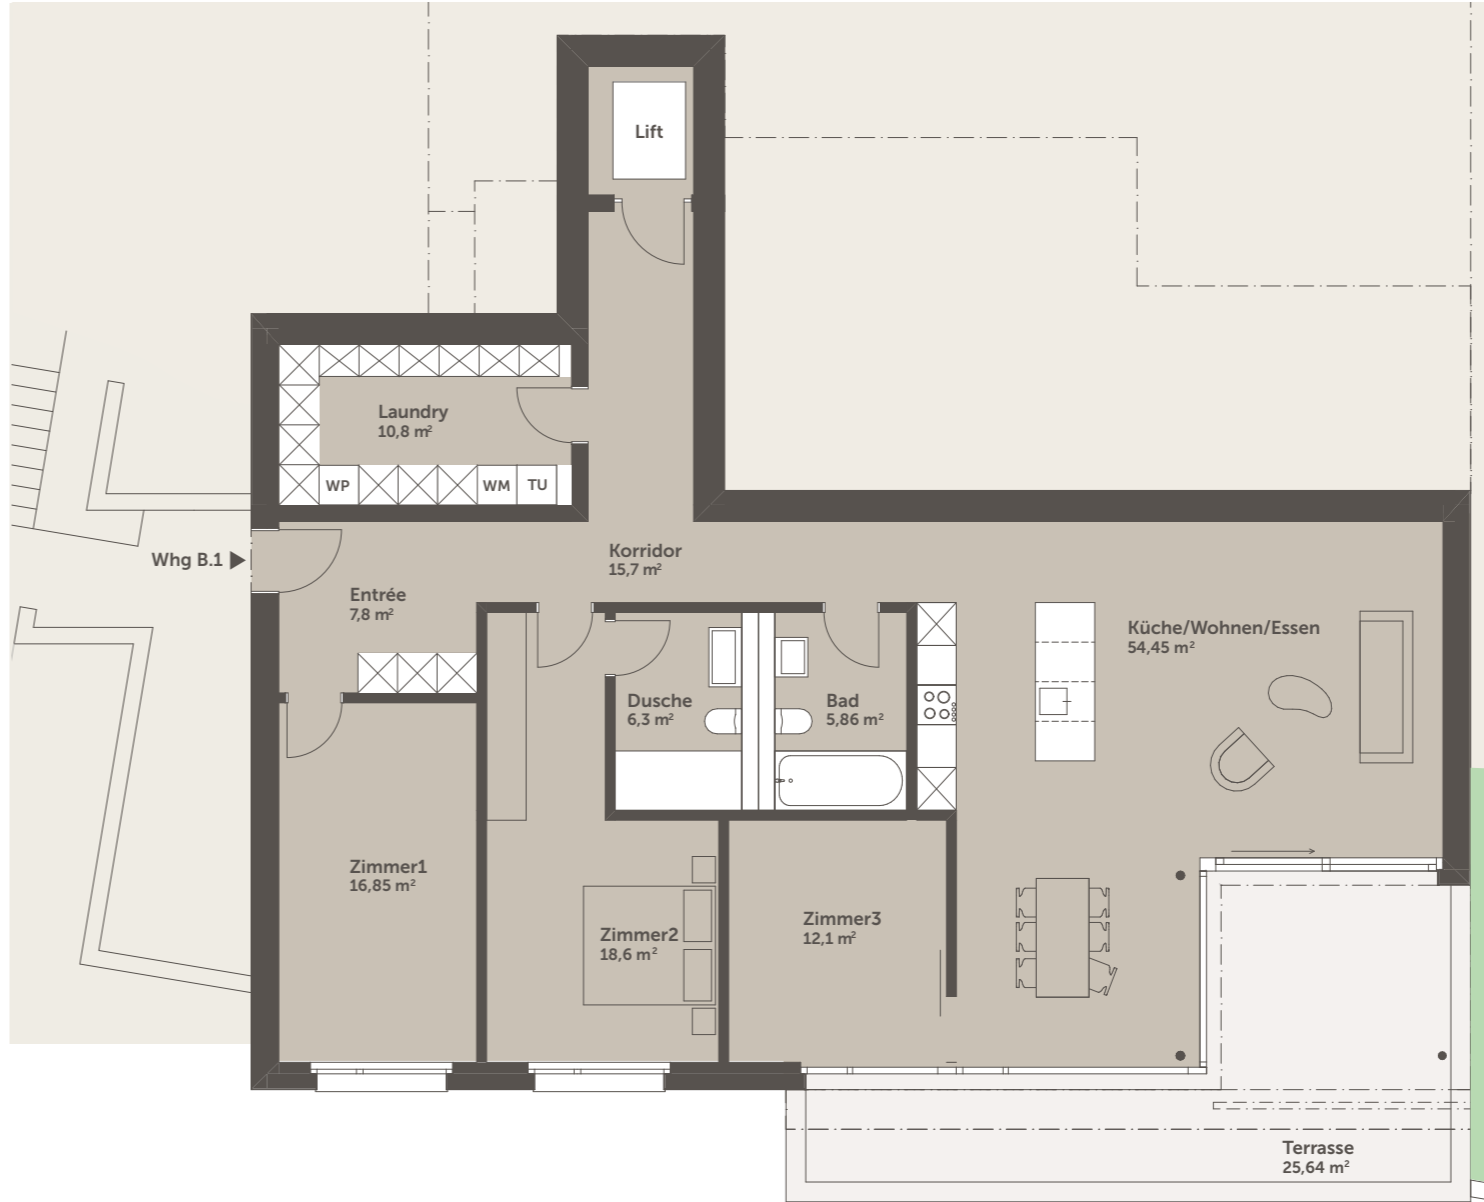 Lift
Laundry
10,8 m²
WP
WM
TU
Whg B.1
Korridor
15,7 m²
Entrée
7,8 m²
Küche/Wohnen/Essen
54,45 m²
Dusche
6,3 m²
Bad
5,86 m²
Zimmer1
16,85 m²
Zimmer2
18,6 m²
Zimmer3
12,1 m²
Terrasse
25,64 m²